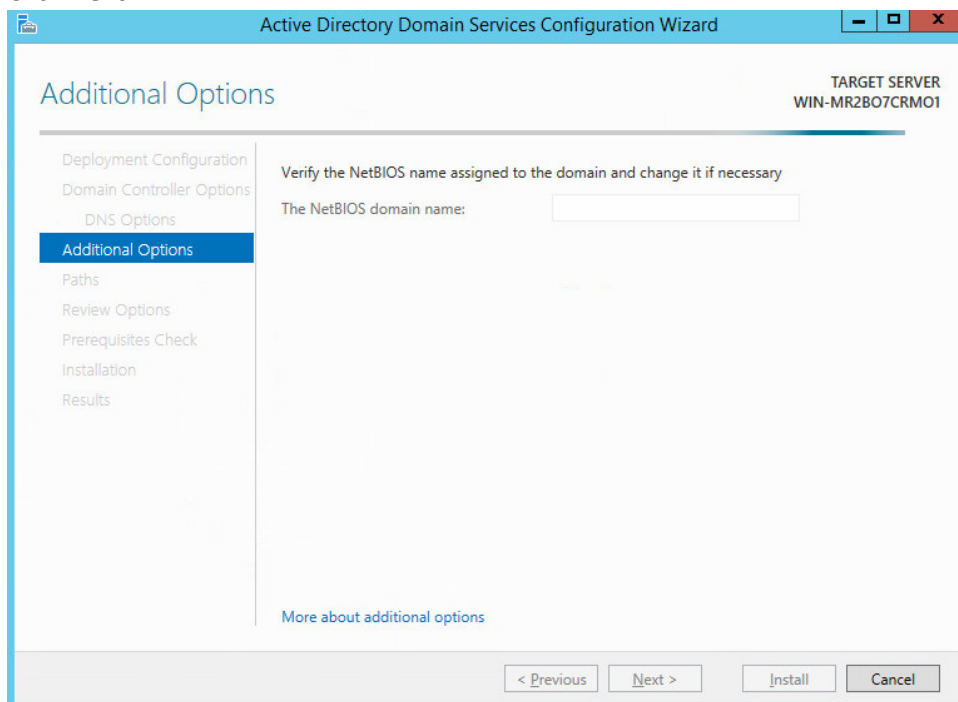 Active Directory Domain Services Configuration Wizard
Additional Options
TARGET SERVER
WIN-MR2BO7CRMO1
Deployment Configuration
Domain Controller Options
DNS Options
Additional Options
Paths
Review Options
Prerequisites Check
Installation
Results
Verify the NetBIOS name assigned to the domain and change it if necessary
The NetBIOS domain name:
More about additional options
< Previous
Next >
Install
Cancel